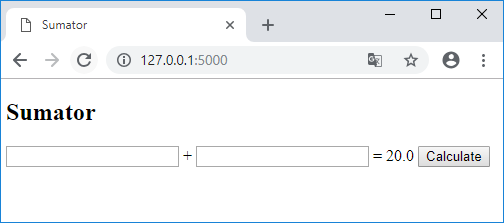 Sumator
127.0.0.1:5000
Sumator
+ = 20.0 Calculate